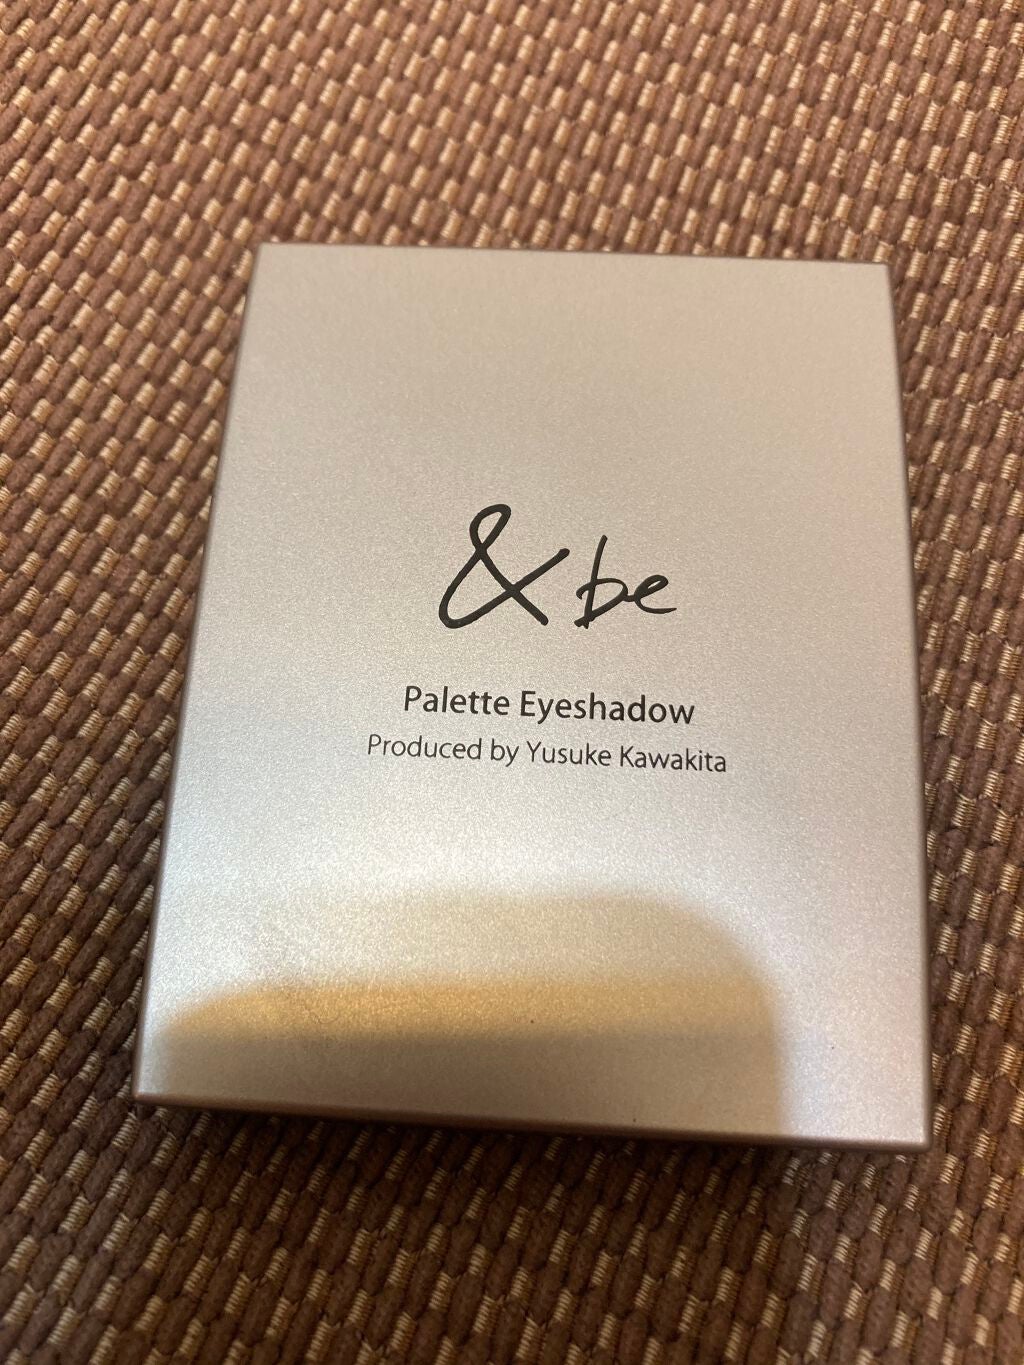 & be
Palette Eyeshadow
Produced by Yusuke Kawakita